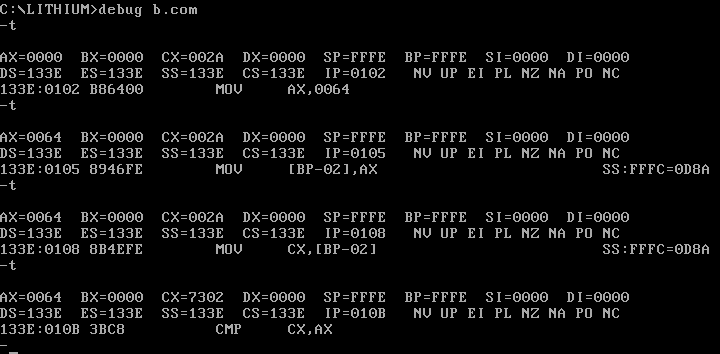 C:\LITHIUM>debug b.com
-t
AX=0000  BX=0000  CX=002A  DX=0000  SP=FFFE  BP=FFFE  SI=0000  DI=0000
DS=133E  ES=133E  SS=133E  CS=133E  IP=0102   NV UP EI PL NZ NA PO NC
133E:0102 B86400        MOV     AX,0064
-t
AX=0064  BX=0000  CX=002A  DX=0000  SP=FFFE  BP=FFFE  SI=0000  DI=0000
DS=133E  ES=133E  SS=133E  CS=133E  IP=0105   NV UP EI PL NZ NA PO NC
133E:0105 8946FE        MOV     [BP-02],AX                         SS:FFFC=0D8A
-t
AX=0064  BX=0000  CX=002A  DX=0000  SP=FFFE  BP=FFFE  SI=0000  DI=0000
DS=133E  ES=133E  SS=133E  CS=133E  IP=0108   NV UP EI PL NZ NA PO NC
133E:0108 8B4EFE        MOV     CX,[BP-02]                         SS:FFFC=0D8A
-t
AX=0064  BX=0000  CX=7302  DX=0000  SP=FFFE  BP=FFFE  SI=0000  DI=0000
DS=133E  ES=133E  SS=133E  CS=133E  IP=010B   NV UP EI PL NZ NA PO NC
133E:010B 3BC8          CMP     CX,AX
-